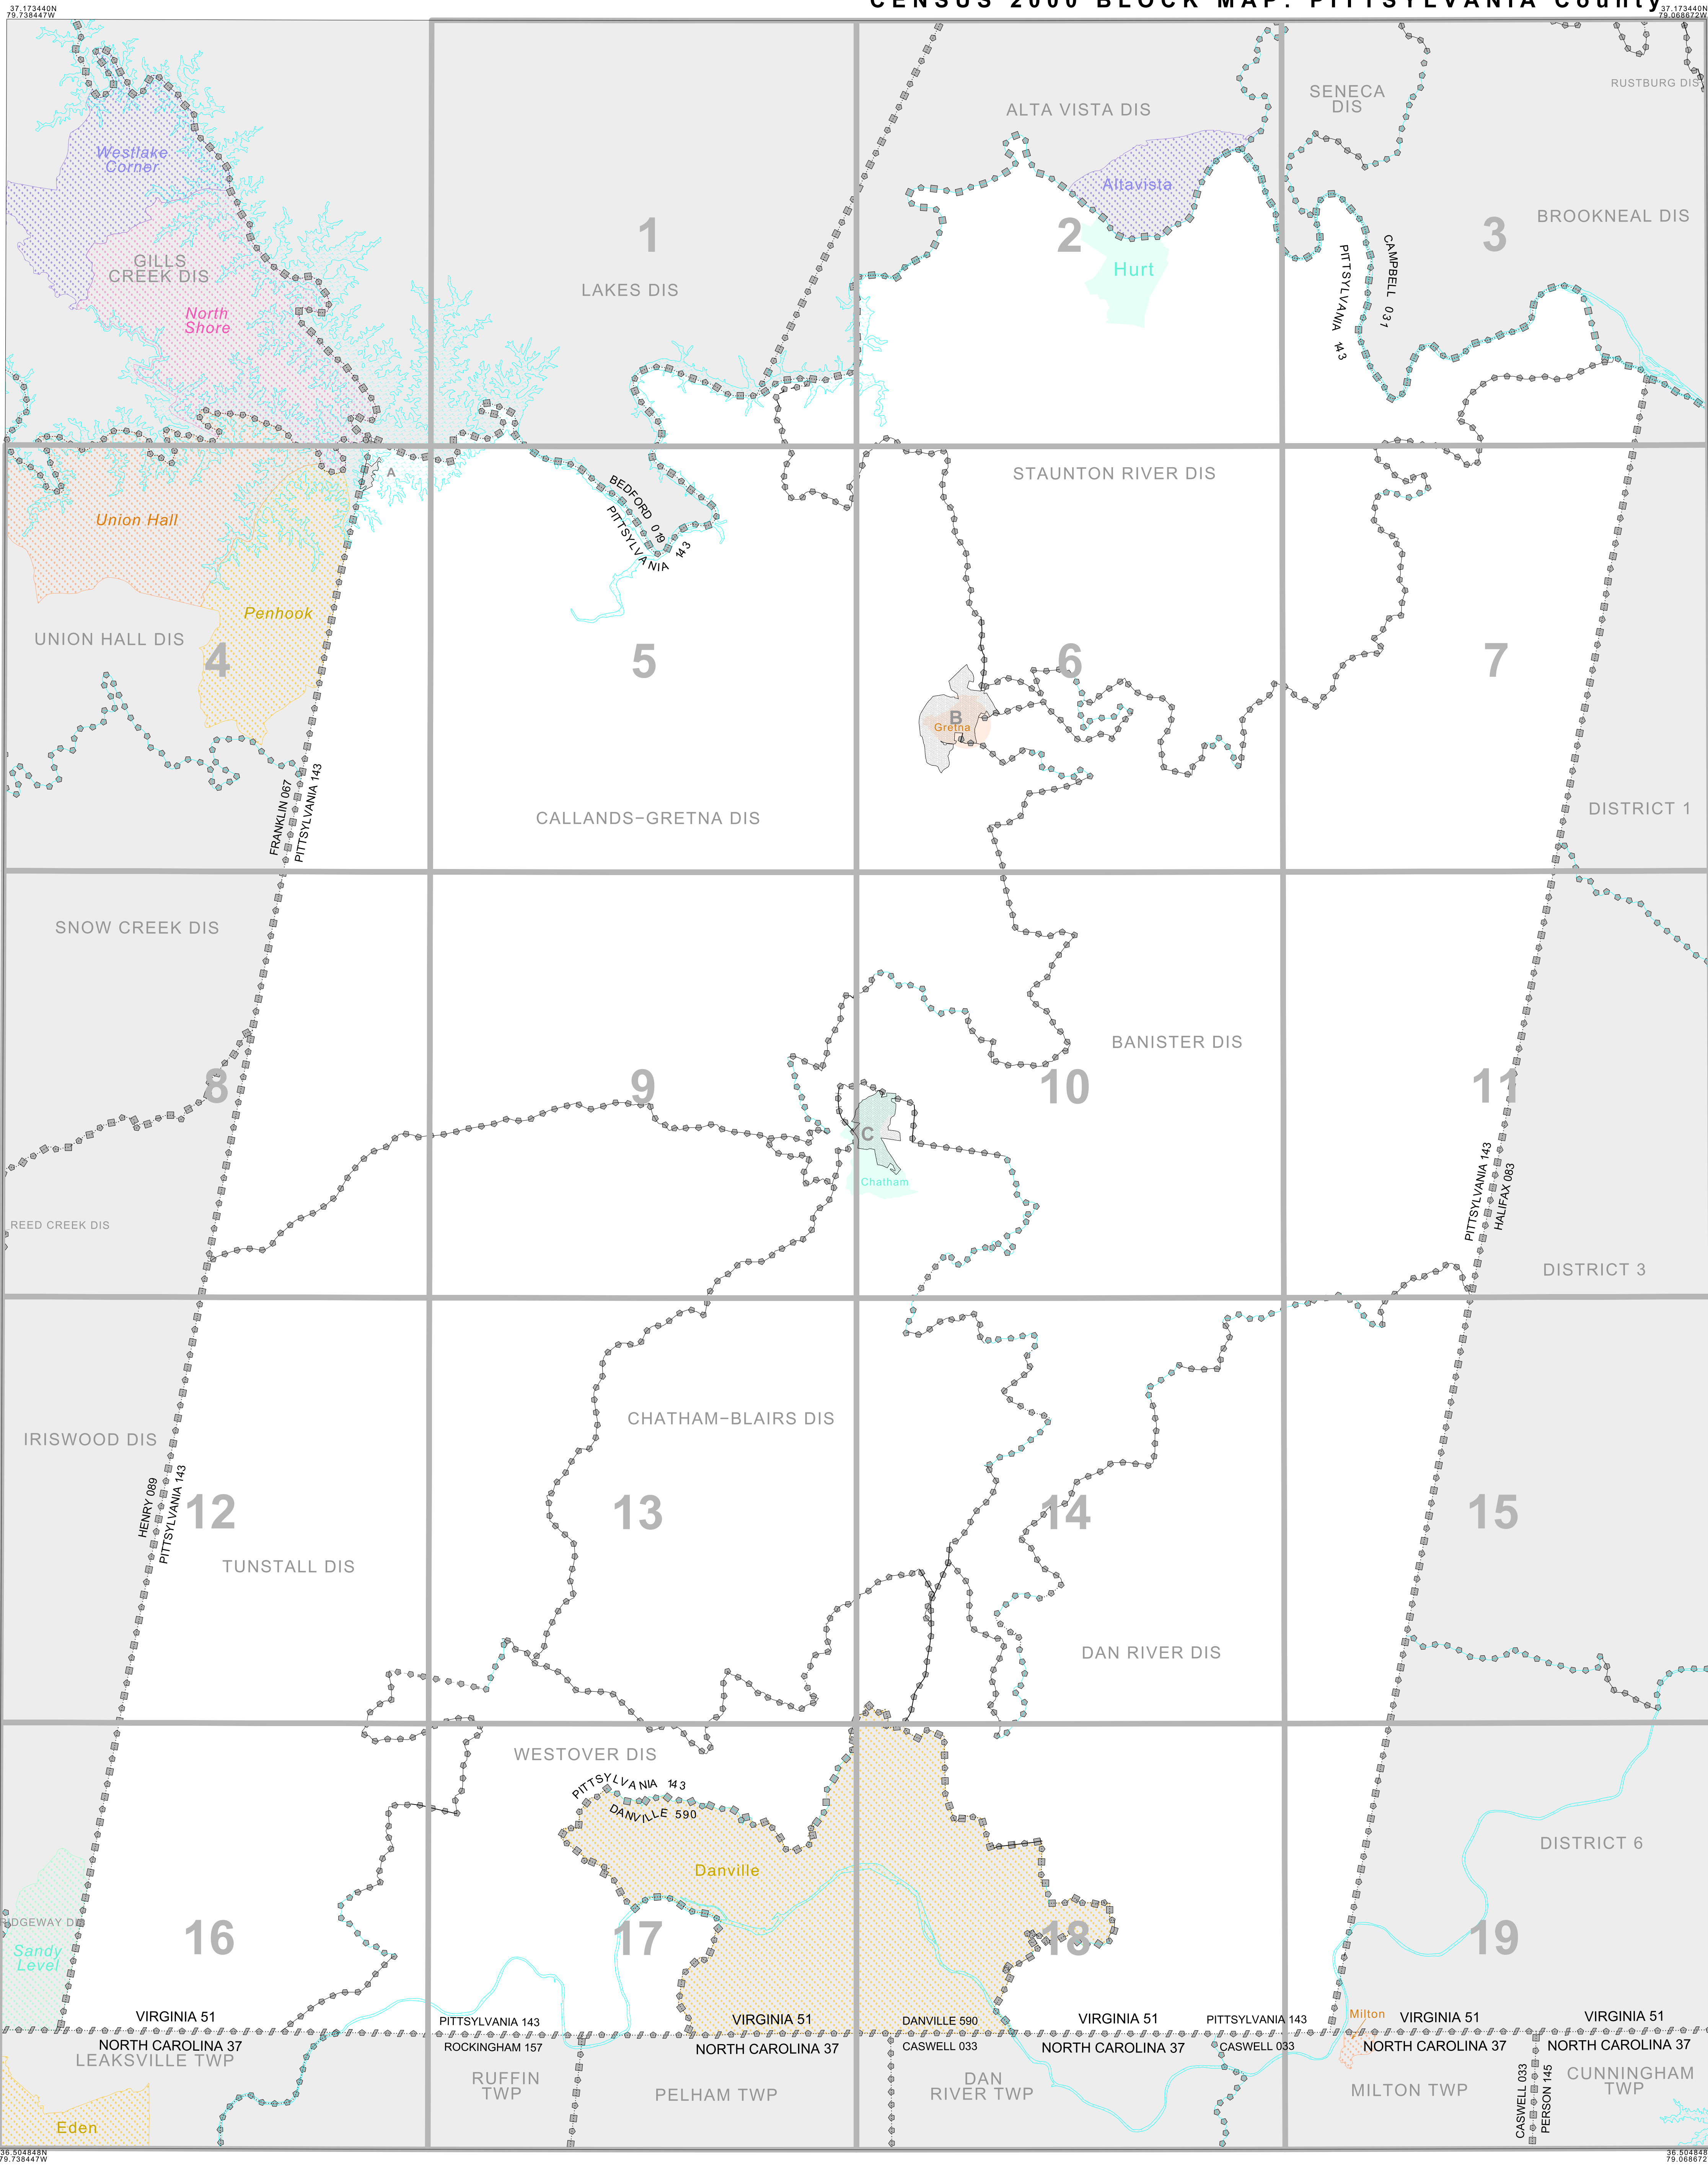 CENSUS 2000 BLOCK MAP: PITTSYLVANIA County
37.173440N
79.738447W
37.173440N
79.068672W
ALTA VISTA DIS
SENECA
DIS
RUSTBURG DIS
Westlake
Corner
Altavista
1
2
3
BROOKNEAL DIS
GILLS
CREEK DIS
LAKES DIS
Hurt
North
Shore
CAMPBELL 031
PITTSYLVANIA 143
A
STAUNTON RIVER DIS
BEDFORD 019
PITTSYLVANIA 143
Union Hall
Penhook
UNION HALL DIS
4
5
6
7
B
Gretna
FRANKLIN 067
PITTSYLVANIA 143
CALLANDS-GRETNA DIS
DISTRICT 1
SNOW CREEK DIS
BANISTER DIS
8
9
10
11
C
Chatham
PITTSYLVANIA 143
HALIFAX 083
REED CREEK DIS
DISTRICT 3
CHATHAM-BLAIRS DIS
IRISWOOD DIS
HENRY 089
PITTSYLVANIA 143
12
13
14
15
TUNSTALL DIS
DAN RIVER DIS
WESTOVER DIS
PITTSYLVANIA 143
DANVILLE 590
DISTRICT 6
Danville
RIDGEWAY DI
Sandy
Level
16
17
18
19
Milton
VIRGINIA 51
PITTSYLVANIA 143
VIRGINIA 51
DANVILLE 590
VIRGINIA 51
PITTSYLVANIA 143
VIRGINIA 51
VIRGINIA 51
NORTH CAROLINA 37
ROCKINGHAM 157
NORTH CAROLINA 37
CASWELL 033
NORTH CAROLINA 37
CASWELL 033
NORTH CAROLINA 37
NORTH CAROLINA 37
LEAKSVILLE TWP
RUFFIN
TWP
PELHAM TWP
DAN
RIVER TWP
MILTON TWP
CASWELL 033
PERSON 145
CUNNINGHAM
TWP
Eden
36.504848N
79.738447W
36.504848
79.068672